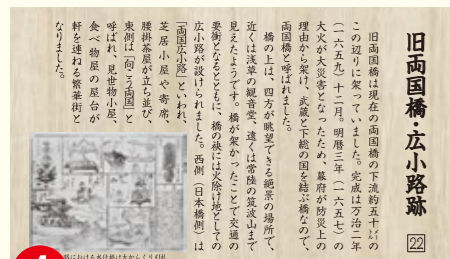 旧両国橋・広小路跡
22
旧両国橋は現在の両国橋の下流約五十メートル
この辺りに架っていました。完成は万治二年
(一六五九)十二月。明暦三年(一六五七)の
大火が大災害となったため、幕府が防災上の
理由から架け、武蔵と下総の国を結ぶ橋なので、
両国橋と呼ばれました。
橋の上は、四方が眺望できる絶景の場所で、
近くは浅草の観音堂、遠くは常陸の筑波山まで
見えたようです。橋が架かったことで交通の
要衝となるとともに、橋の袂には火除け地としての
広小路が設けられました。西側(日本橋側)は
「両国広小路」といわれ、
芝居小屋や寄席、
腰掛茶屋が立ち並び、
東側は「向こう両国」と
呼ばれ、見世物小屋、
食べ物屋の屋台が
軒を連ねる繁華街と
なりました。